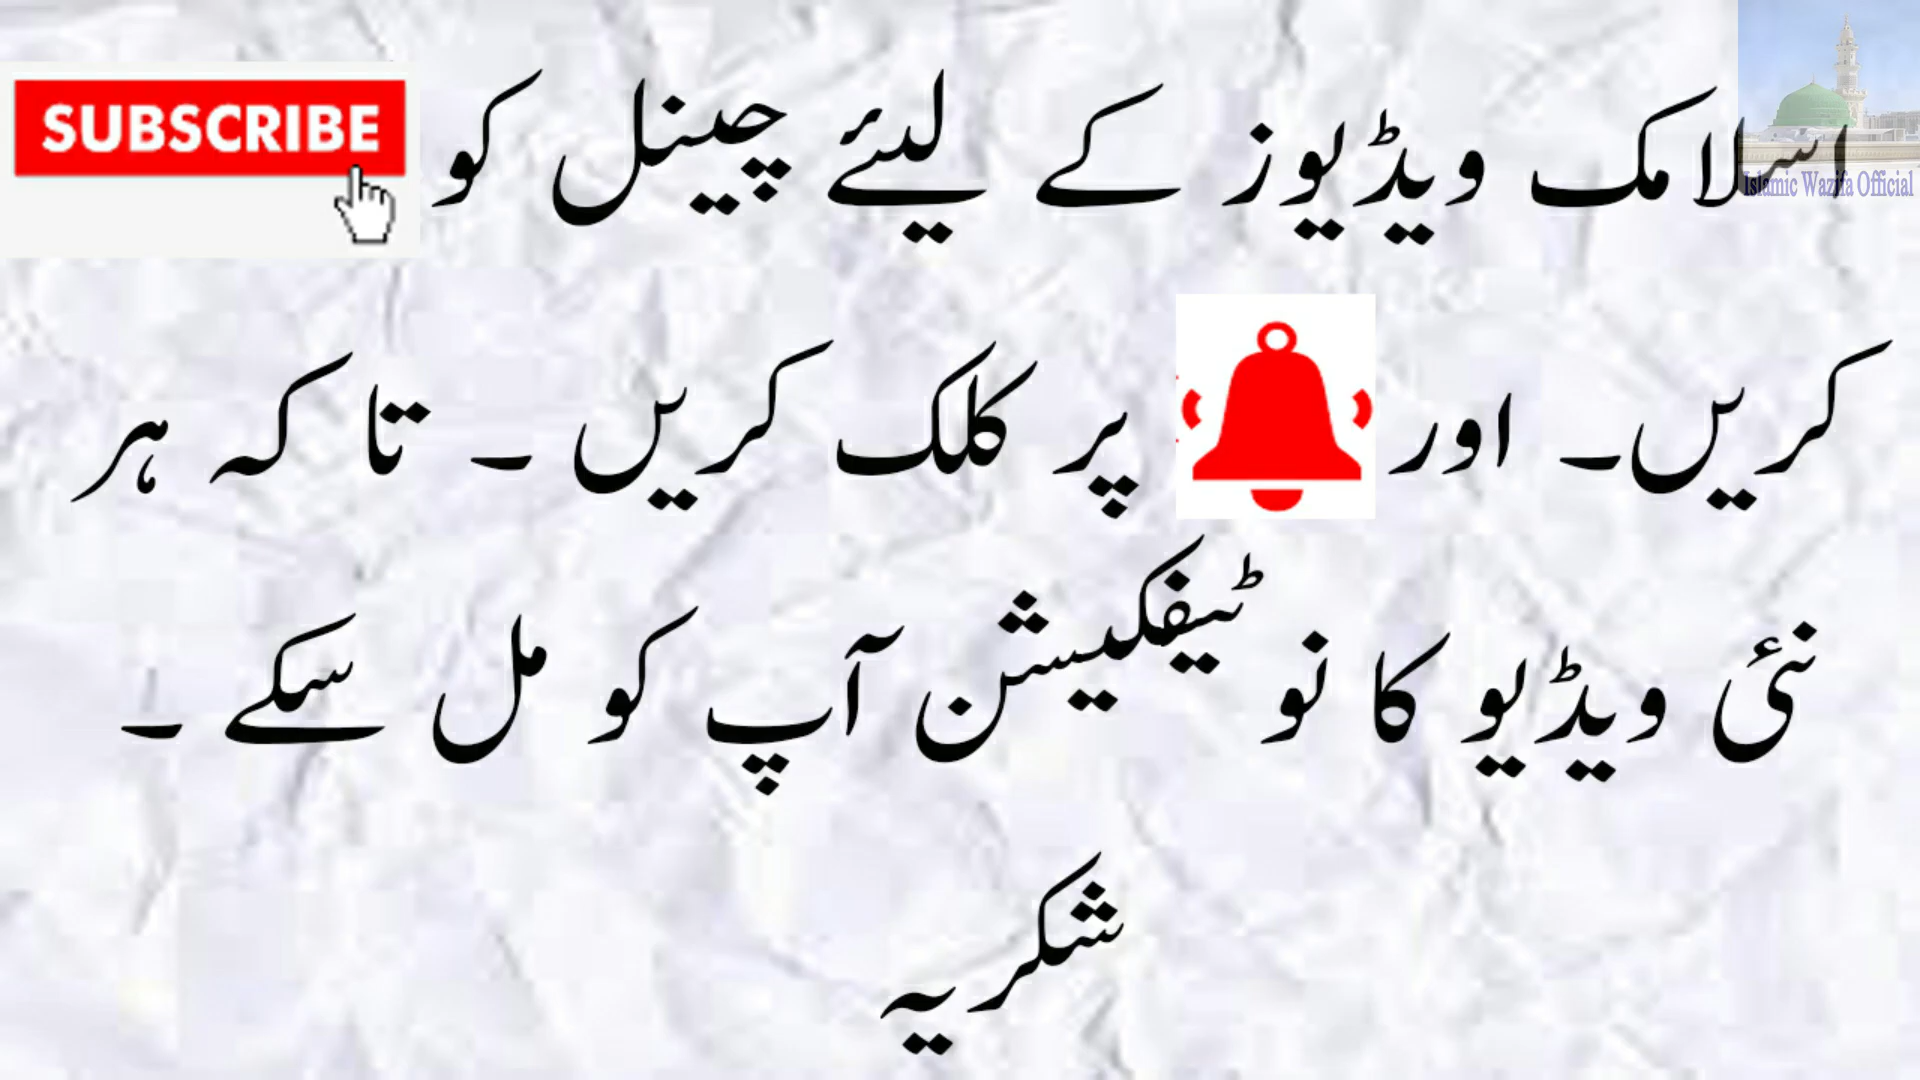 اسلامک ویڈیوز کے لیئے چینل کو SUBSCRIBE
کریں۔ اور پر کلک کریں ۔ تا کہ ہر
نئی ویڈیو کا نوٹیفکیشن آپ کو مل سکے ۔
شکریہ
Islamic Wazifa Official